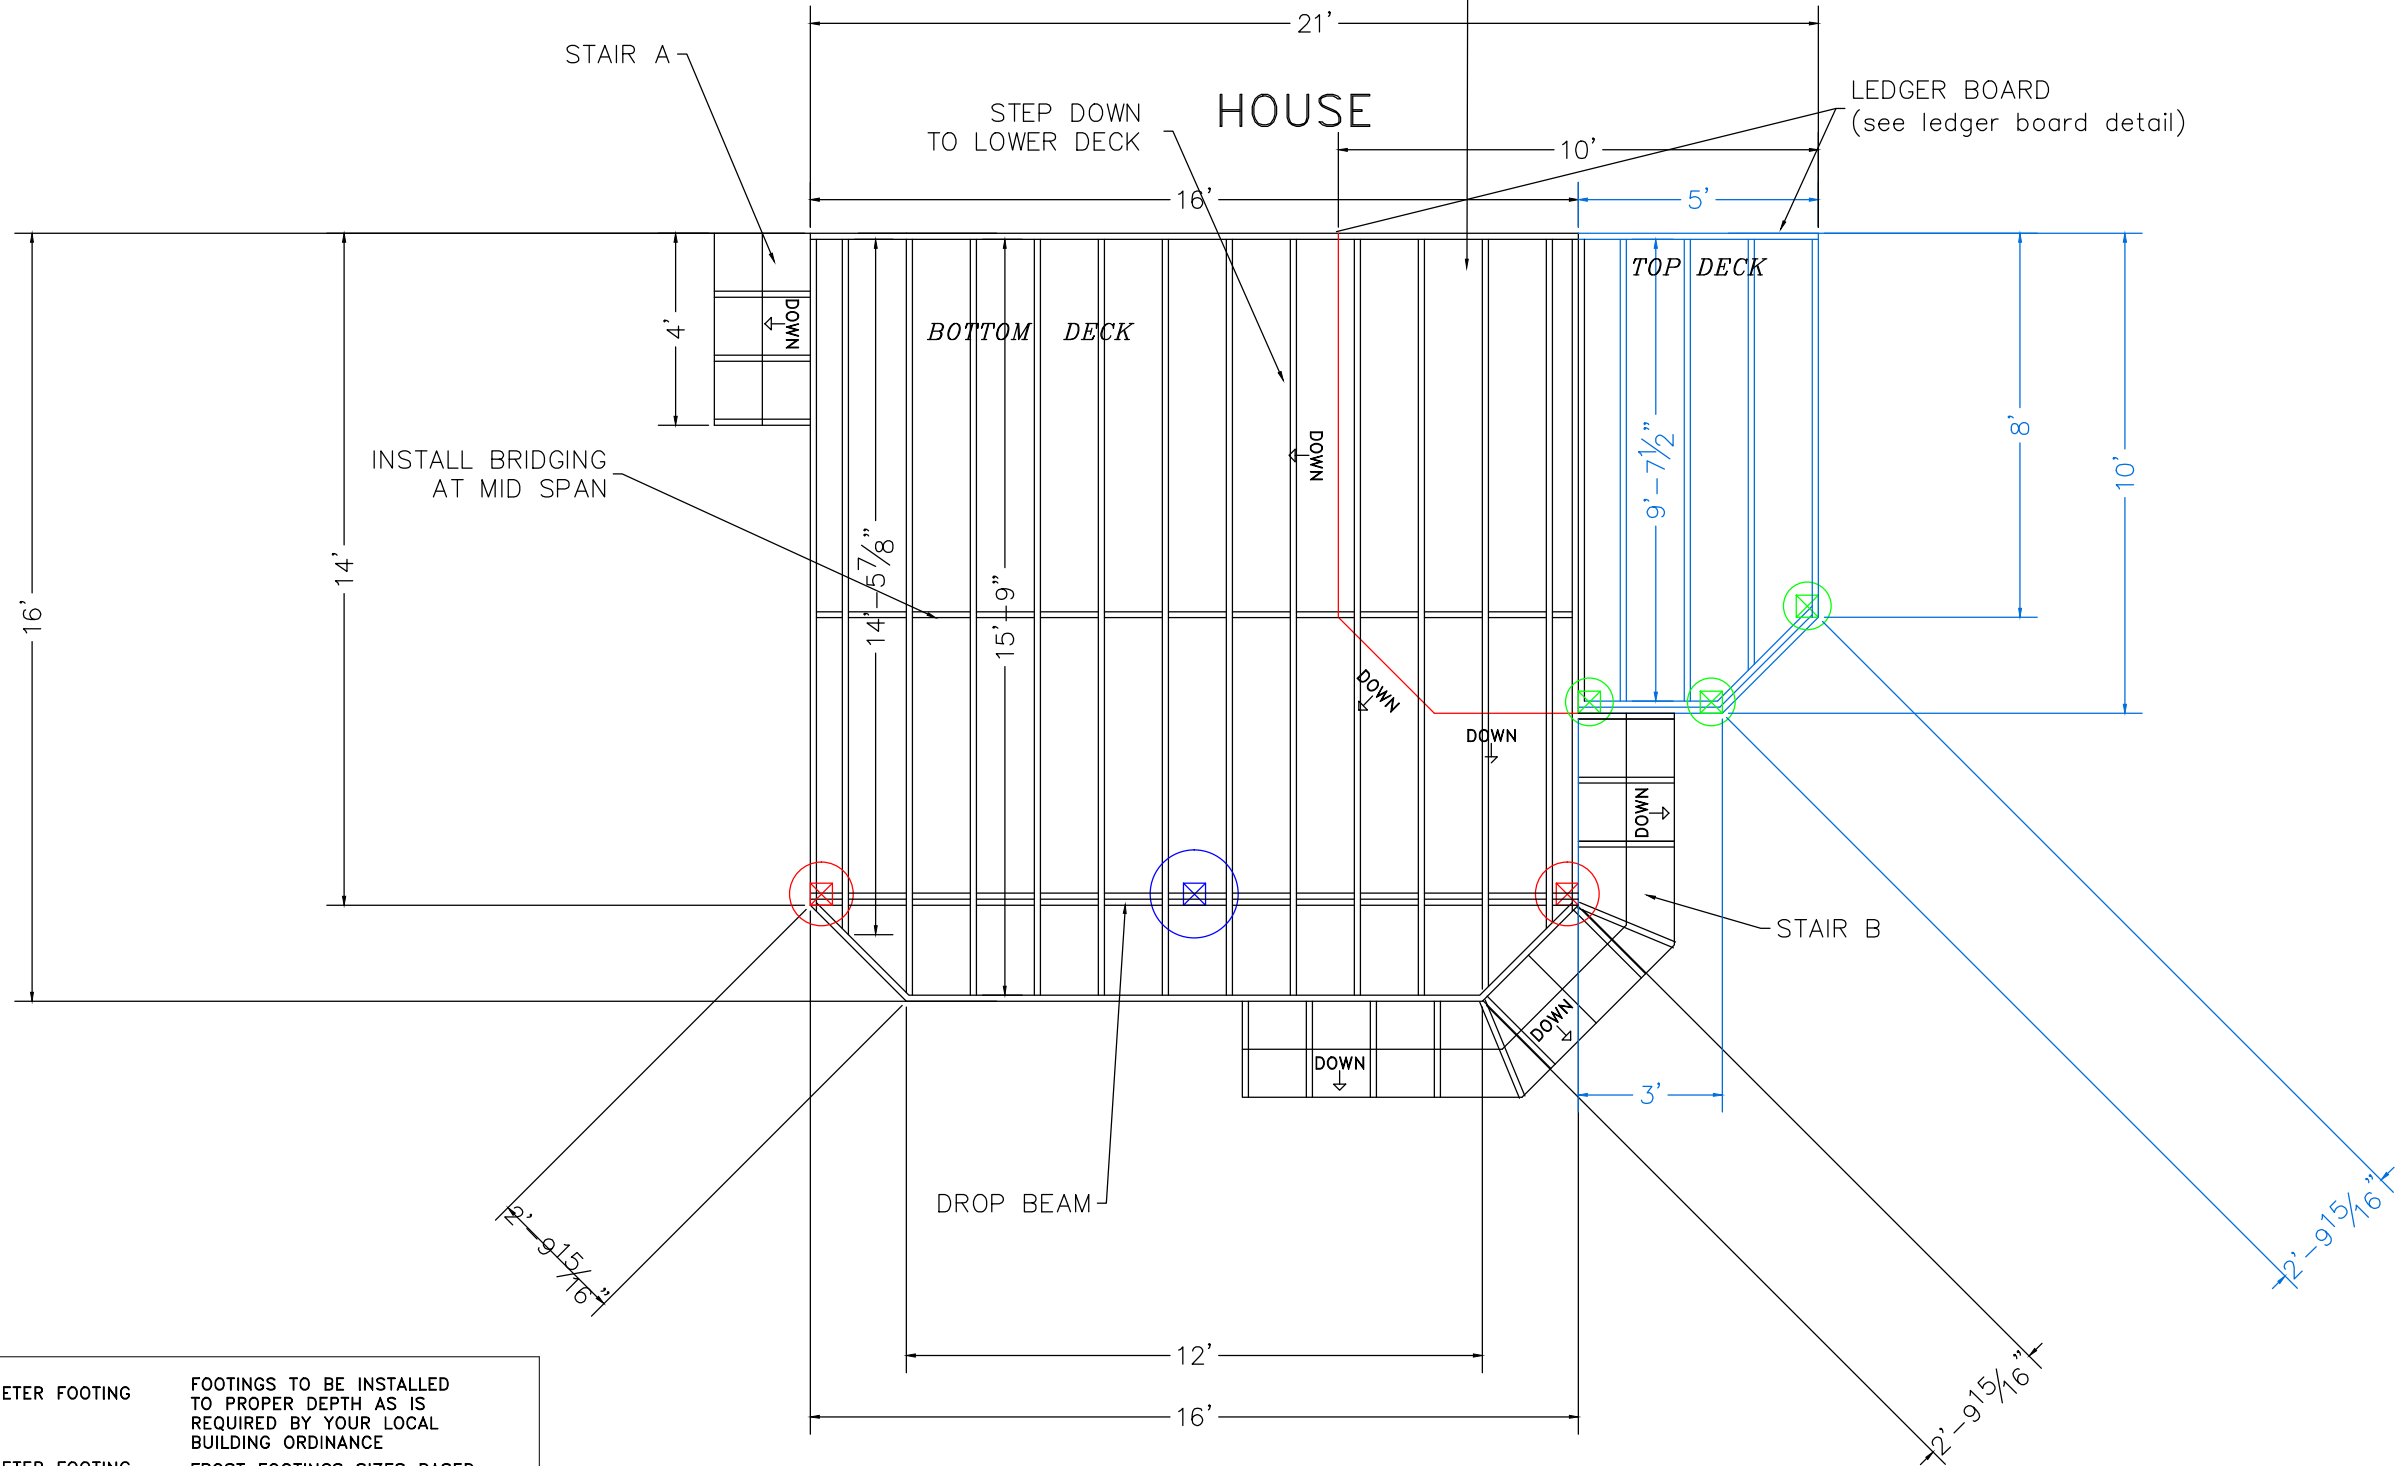 21'
STAIR A
HOUSE
LEDGER BOARD
(see ledger board detail)
STEP DOWN
TO LOWER DECK
10'
16'
5'
TOP DECK
BOTTOM DECK
DOWN
4'
8'
DOWN
INSTALL BRIDGING
AT MID SPAN
9'-7 1/2"
10'
14'
14'-5 7/8"
15'-9"
16'
DOWN
DOWN
DOWN
STAIR B
DOWN
DOWN
3'
DROP BEAM
2'-9 15/16"
2'-9 15/16"
12'
2'-9 15/16"
16'
ETER FOOTING
FOOTINGS TO BE INSTALLED
TO PROPER DEPTH AS IS
REQUIRED BY YOUR LOCAL
BUILDING ORDINANCE